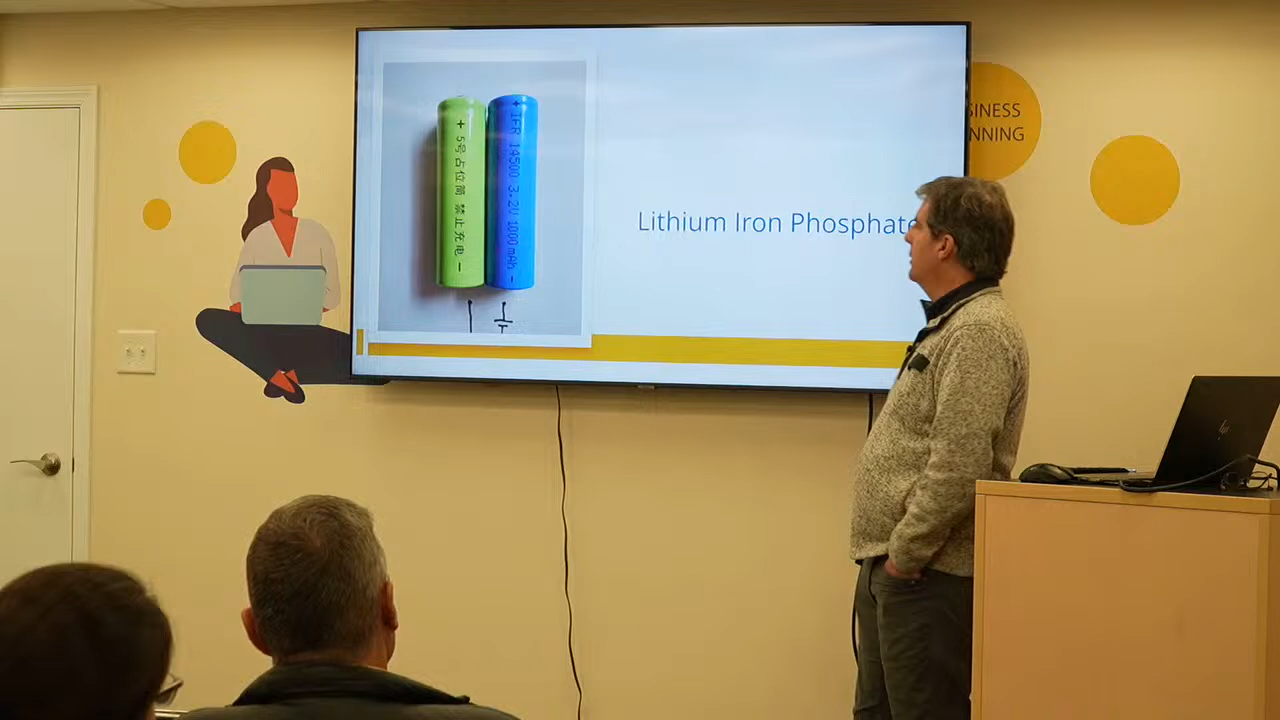 + 5号占位筒 禁止充电 −
+ IFR 14500 3.2V 1000mAh -
Lithium Iron Phosphate
SINESS
NNING
hp